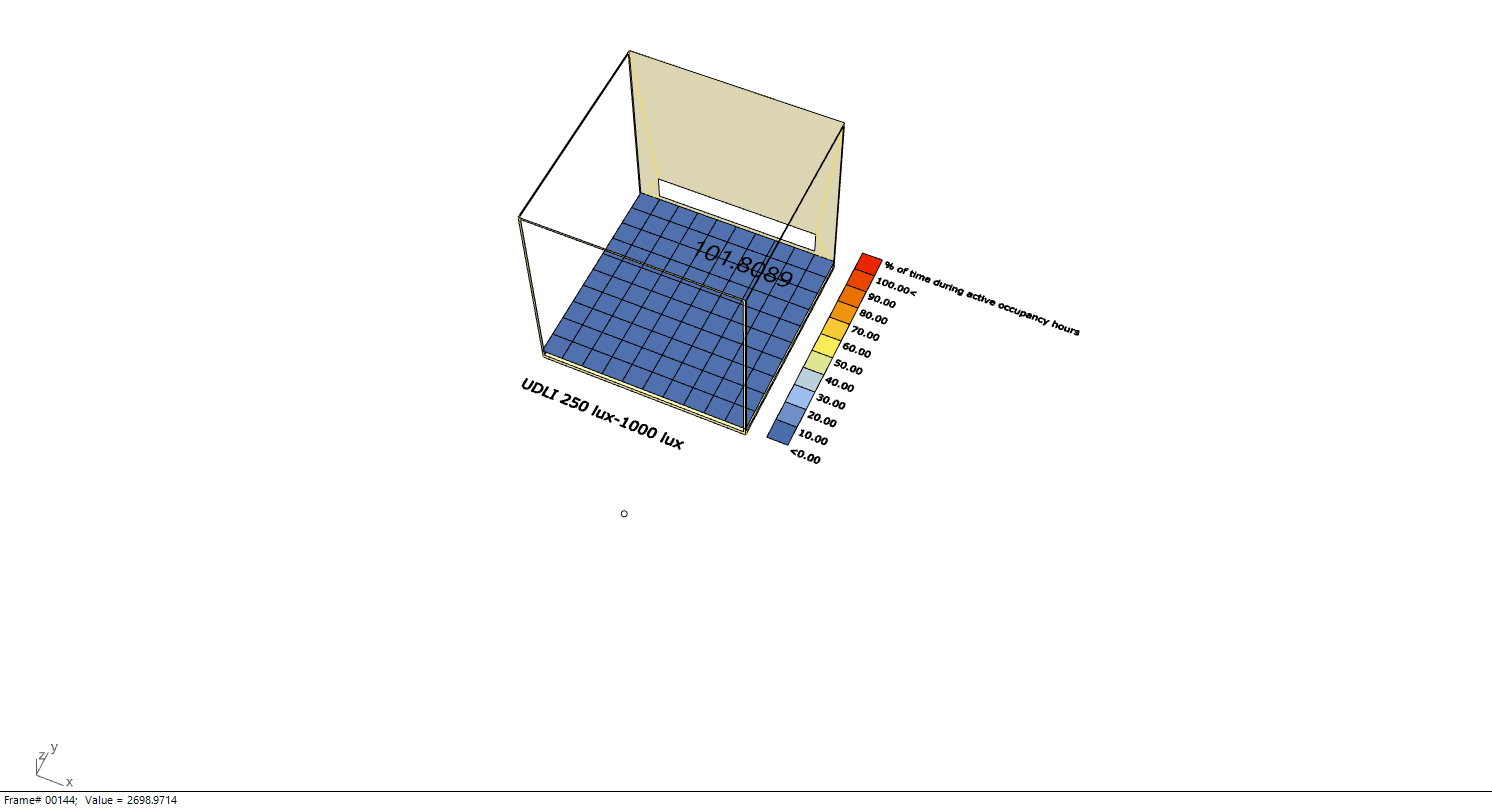 101.8089
% of time during active occupancy hours
100.00<
90.00
80.00
70.00
60.00
50.00
40.00
30.00
20.00
10.00
<0.00
UDLI 250 lux-1000 lux
z y
x
Frame# 00144; Value = 2698.9714